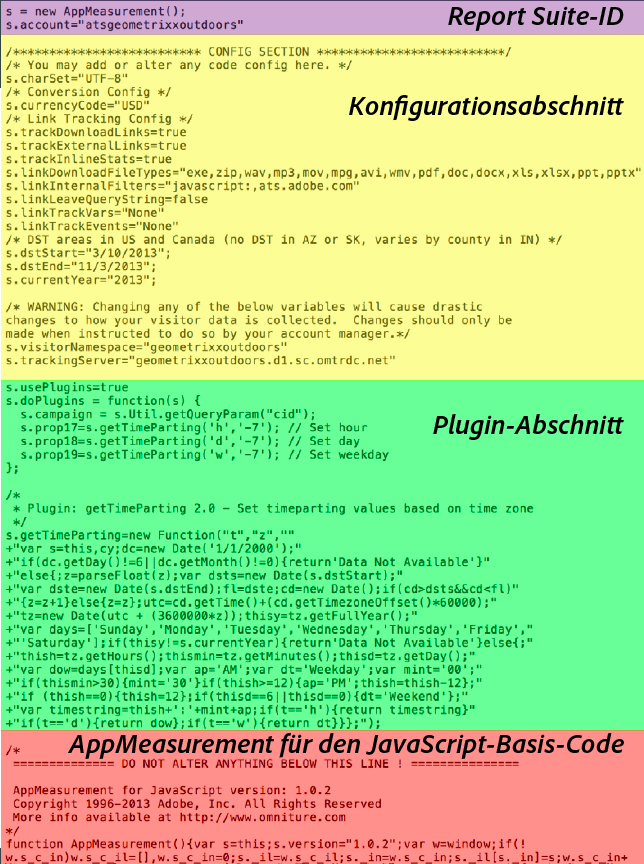 s = new AppMeasurement();
s.account="atsgeometrixxoutdoors"
Report Suite-ID
/************************** CONFIG SECTION **************************/
/* You may add or alter any code config here. */
s.charSet="UTF-8"
/* Conversion Config */
s.currencyCode="USD"
Konfigurationsabschnitt
/* Link Tracking Config */
s.trackDownloadLinks=true
s.trackExternalLinks=true
s.trackInlineStats=true
s.linkDownloadFileTypes="exe,zip,wav,mp3,mov,mpg,avi,wmv,pdf,doc,docx,xls,xlsx,ppt,pptx"
s.linkInternalFilters="javascript:,ats.adobe.com"
s.linkLeaveQueryString=false
s.linkTrackVars="None"
s.linkTrackEvents="None"
/* DST areas in US and Canada (no DST in AZ or SK, varies by county in IN) */
s.dstStart="3/10/2013";
s.dstEnd="11/3/2013";
s.currentYear="2013";
/* WARNING: Changing any of the below variables will cause drastic
changes to how your visitor data is collected.  Changes should only be
made when instructed to do so by your account manager.*/
s.visitorNamespace="geometrixxoutdoors"
s.trackingServer="geometrixxoutdoors.d1.sc.omtrdc.net"
s.usePlugins=true
s.doPlugins = function(s) {
s.campaign = s.Util.getQueryParam("cid");
s.prop17=s.getTimeParting('h','-7'); // Set hour
Plugin-Abschnitt
s.prop18=s.getTimeParting('d','-7'); // Set day
s.prop19=s.getTimeParting('w','-7'); // Set weekday
};
/*
* Plugin: getTimeParting 2.0 - Set timeparting values based on time zone
*/
s.getTimeParting=new Function("t","z",""
+"var s=this,cy;dc=new Date('1/1/2000');"
+"if(dc.getDay()!=6||dc.getMonth()!=0){return'Data Not Available'}"
+"else{;z=parseFloat(z);var dsts=new Date(s.dstStart);"
+"var dste=new Date(s.dstEnd);fl=dste;cd=new Date();if(cd>dsts&&cd<fl)"
+"{z=z+1}else{z=z};utc=cd.getTime()+(cd.getTimezoneOffset()*60000);"
+"tz=new Date(utc + (3600000*z));thisy=tz.getFullYear();"
+"var days=['Sunday','Monday','Tuesday','Wednesday','Thursday','Friday',"
+"'Saturday'];if(thisy!=s.currentYear){return'Data Not Available'}else{;"
+"thish=tz.getHours();thismin=tz.getMinutes();thisd=tz.getDay();"
+"var dow=days[thisd];var ap='AM';var dt='Weekday';var mint='00';"
+"if(thismin>30){mint='30'}if(thish>=12){ap='PM';thish=thish-12};"
+"if (thish==0){thish=12};if(thisd==6||thisd==0){dt='Weekend'};"
+"var timestring=thish+':'+mint+ap;if(t=='h'){return timestring}"
+"if(t=='d'){return dow};if(t=='w'){return dt}}};");
AppMeasurement für den JavaScript-Basis-Code
/*
============== DO NOT ALTER ANYTHING BELOW THIS LINE ! ===============
AppMeasurement for JavaScript version: 1.0.2
Copyright 1996-2013 Adobe, Inc. All Rights Reserved
More info available at http://www.omniture.com
*/
function AppMeasurement(){var s=this;s.version="1.0.2";var w=window;if(!
w.s_c_in)w.s_c_il=[],w.s_c_in=0;s._il=w.s_c_il;s._in=w.s_c_in;s._il[s._in]=s;w.s_c_in+